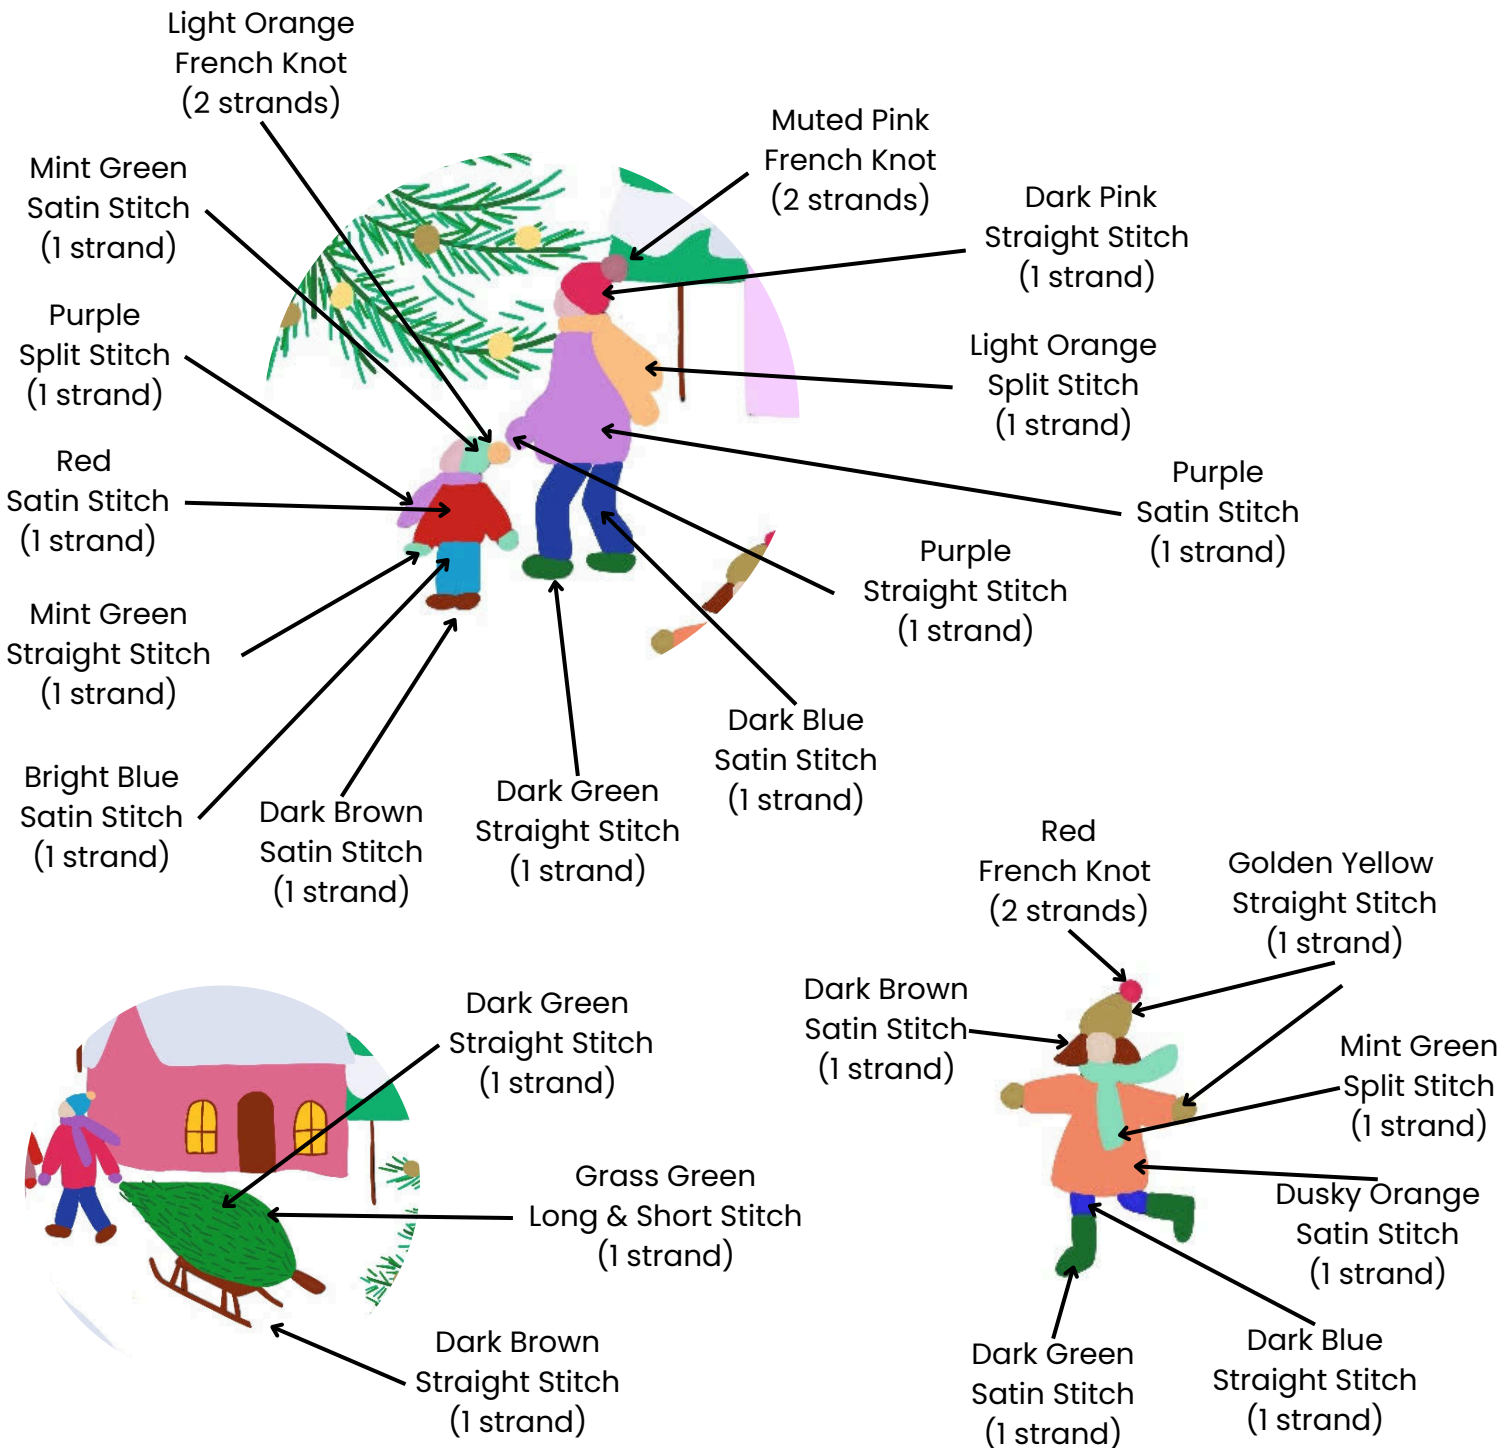 Light Orange
French Knot
(2 strands)
Muted Pink
French Knot
(2 strands)
Mint Green
Satin Stitch
(1 strand)
Dark Pink
Straight Stitch
(1 strand)
Purple
Split Stitch
(1 strand)
Light Orange
Split Stitch
(1 strand)
Red
Satin Stitch
(1 strand)
Purple
Satin Stitch
(1 strand)
Purple
Straight Stitch
(1 strand)
Mint Green
Straight Stitch
(1 strand)
Dark Blue
Satin Stitch
(1 strand)
Bright Blue
Satin Stitch
(1 strand)
Dark Brown
Satin Stitch
(1 strand)
Dark Green
Straight Stitch
(1 strand)
Red
French Knot
(2 strands)
Golden Yellow
Straight Stitch
(1 strand)
Dark Brown
Satin Stitch
(1 strand)
Dark Green
Straight Stitch
(1 strand)
Mint Green
Split Stitch
(1 strand)
Grass Green
Long & Short Stitch
(1 strand)
Dusky Orange
Satin Stitch
(1 strand)
Dark Brown
Straight Stitch
(1 strand)
Dark Green
Satin Stitch
(1 strand)
Dark Blue
Straight Stitch
(1 strand)